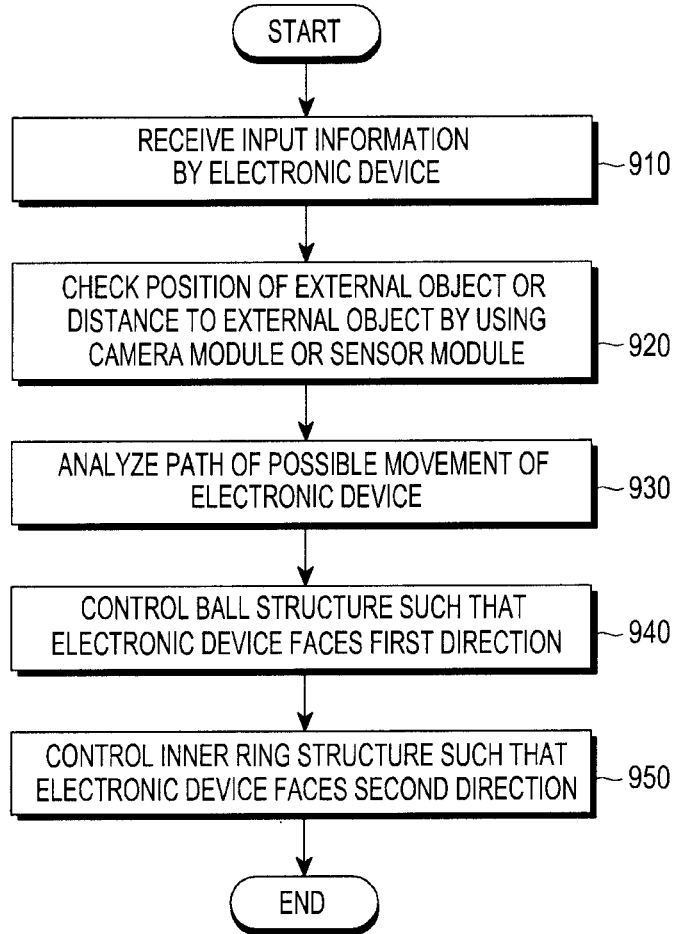 START
RECEIVE INPUT INFORMATION
BY ELECTRONIC DEVICE
910
CHECK POSITION OF EXTERNAL OBJECT OR
DISTANCE TO EXTERNAL OBJECT BY USING
CAMERA MODULE OR SENSOR MODULE
920
ANALYZE PATH OF POSSIBLE MOVEMENT OF
ELECTRONIC DEVICE
930
CONTROL BALL STRUCTURE SUCH THAT
ELECTRONIC DEVICE FACES FIRST DIRECTION
940
CONTROL INNER RING STRUCTURE SUCH THAT
ELECTRONIC DEVICE FACES SECOND DIRECTION
950
END